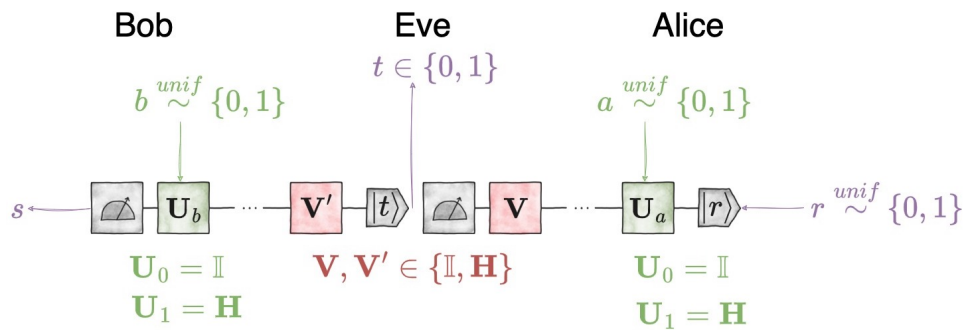 Bob Eve Alice
t ∈ {0, 1}
b unif ∼ {0, 1} a unif ∼ {0, 1}
s U_b ... V′ |t⟩ V ... U_a |r⟩ r unif ∼ {0, 1}
U_0 = 𝕀 V, V′ ∈ {𝕀, H} U_0 = 𝕀
U_1 = H U_1 = H